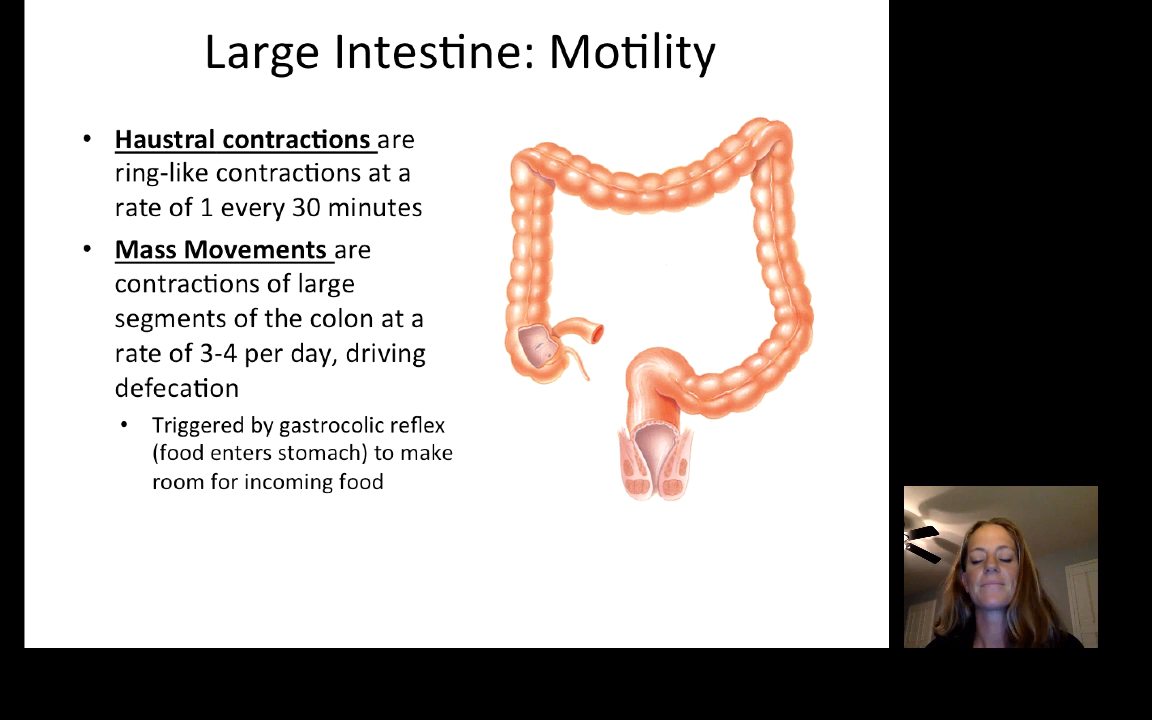 Large Intestine: Motility
• Haustral contractions are
ring-like contractions at a
rate of 1 every 30 minutes
• Mass Movements are
contractions of large
segments of the colon at a
rate of 3-4 per day, driving
defecation
• Triggered by gastrocolic reflex
(food enters stomach) to make
room for incoming food